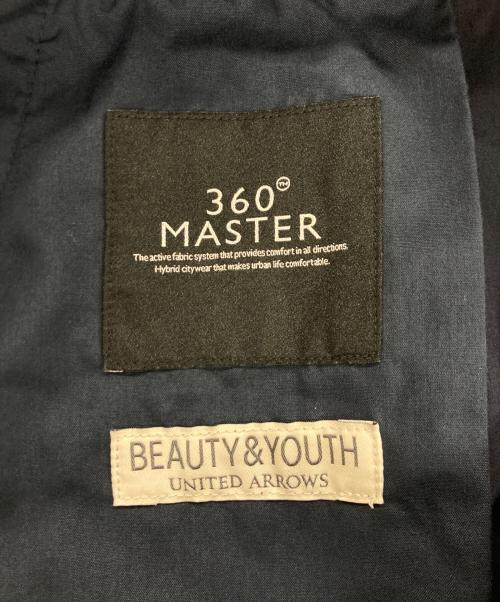 360™
MASTER
The active fabric system that provides comfort in all directions.
Hybrid citywear that makes urban life comfortable.
BEAUTY&YOUTH
UNITED ARROWS